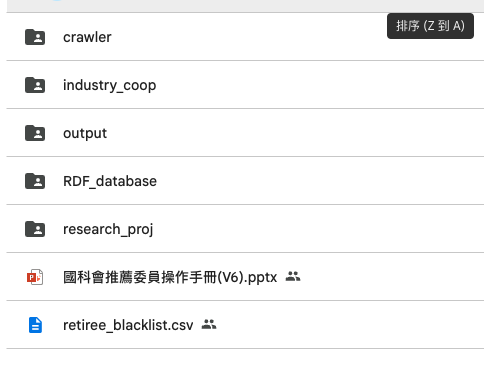 排序 (Z 到 A)
crawler
industry_coop
output
RDF_database
research_proj
國科會推薦委員操作手冊(V6).pptx
retiree_blacklist.csv